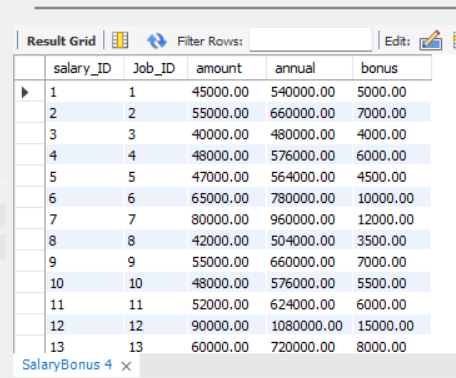 Result Grid Filter Rows: Edit:
salary_ID Job_ID amount annual bonus
1 1 45000.00 540000.00 5000.00
2 2 55000.00 660000.00 7000.00
3 3 40000.00 480000.00 4000.00
4 4 48000.00 576000.00 6000.00
5 5 47000.00 564000.00 4500.00
6 6 65000.00 780000.00 10000.00
7 7 80000.00 960000.00 12000.00
8 8 42000.00 504000.00 3500.00
9 9 55000.00 660000.00 7000.00
10 10 48000.00 576000.00 5500.00
11 11 52000.00 624000.00 6000.00
12 12 90000.00 1080000.00 15000.00
13 13 60000.00 720000.00 8000.00
SalaryBonus 4